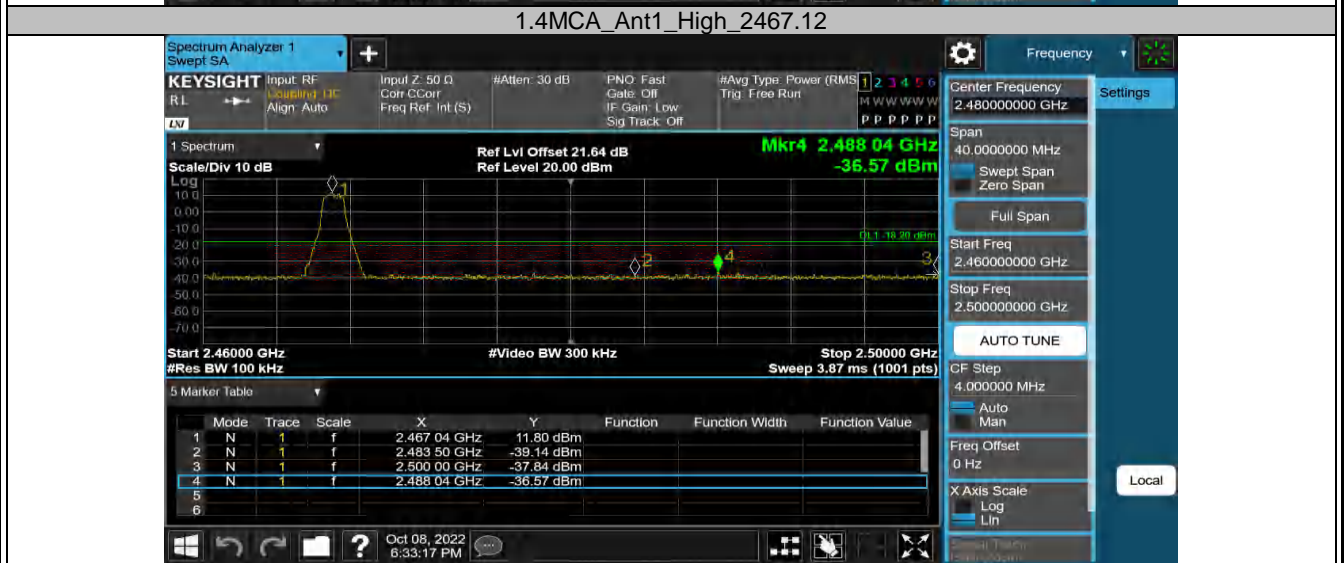 1.4MCA_Ant1_High_2467.12
Spectrum Analyzer 1
Swept SA
+
Frequency
KEYSIGHT
RL
LXI
Input: RF
Coupling: DC
Align: Auto
Input Z: 50 Ω
Corr CCorr
Freq Ref: Int (S)
#Atten: 30 dB
PNO: Fast
Gate: Off
IF Gain: Low
Sig Track: Off
#Avg Type: Power (RMS
Trig: Free Run
1 2 3 4 5 6
M W W W W W
P P P P P P
Center Frequency
2.480000000 GHz
Settings
Span
40.0000000 MHz
Swept Span
Zero Span
Full Span
Start Freq
2.460000000 GHz
Stop Freq
2.500000000 GHz
AUTO TUNE
CF Step
4.000000 MHz
Auto
Man
Freq Offset
0 Hz
X Axis Scale
Log
Lin
Local
1 Spectrum
Scale/Div 10 dB
Ref Lvl Offset 21.64 dB
Ref Level 20.00 dBm
Mkr4 2.488 04 GHz
-36.57 dBm
Log
10.0
0.00
-10.0
-20.0
-30.0
-40.0
-50.0
-60.0
-70.0
1
2
4
3
DL1 -18.20 dBm
Start 2.46000 GHz
#Video BW 300 kHz
Stop 2.50000 GHz
#Res BW 100 kHz
Sweep 3.87 ms (1001 pts)
5 Marker Table
Mode Trace Scale X Y Function Function Width Function Value
1 N 1 f 2.467 04 GHz 11.80 dBm
2 N 1 f 2.483 50 GHz -39.14 dBm
3 N 1 f 2.500 00 GHz -37.84 dBm
4 N 1 f 2.488 04 GHz -36.57 dBm
5
6
?
Oct 08, 2022
6:33:17 PM